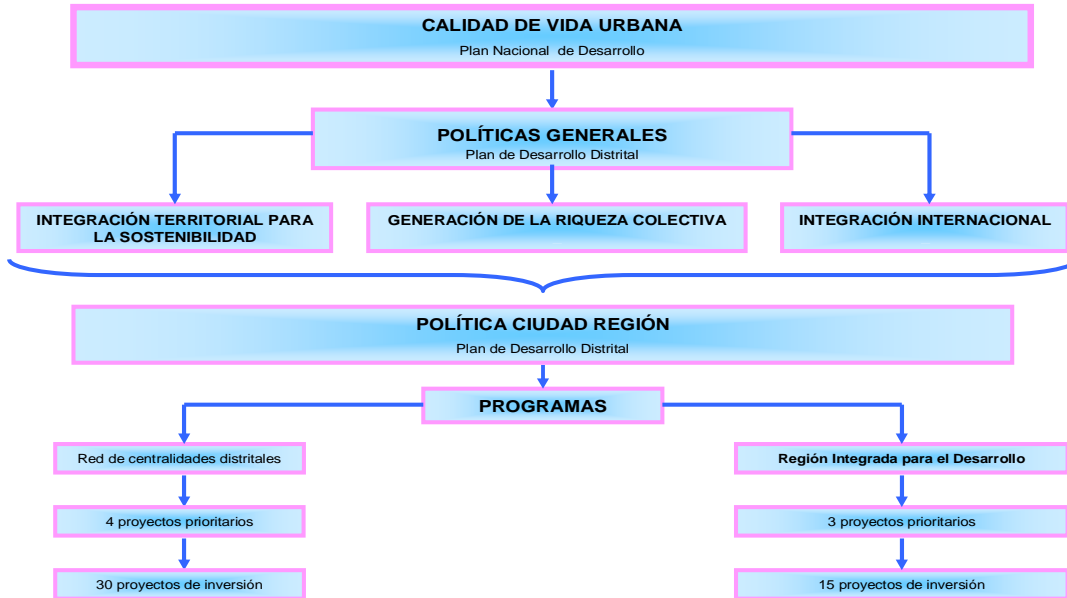 CALIDAD DE VIDA URBANA
Plan Nacional de Desarrollo
POLÍTICAS GENERALES
Plan de Desarrollo Distrital
INTEGRACIÓN TERRITORIAL PARA
LA SOSTENIBILIDAD
GENERACIÓN DE LA RIQUEZA COLECTIVA
INTEGRACIÓN INTERNACIONAL
POLÍTICA CIUDAD REGIÓN
Plan de Desarrollo Distrital
PROGRAMAS
Red de centralidades distritales
Región Integrada para el Desarrollo
4 proyectos prioritarios
3 proyectos prioritarios
30 proyectos de inversión
15 proyectos de inversión